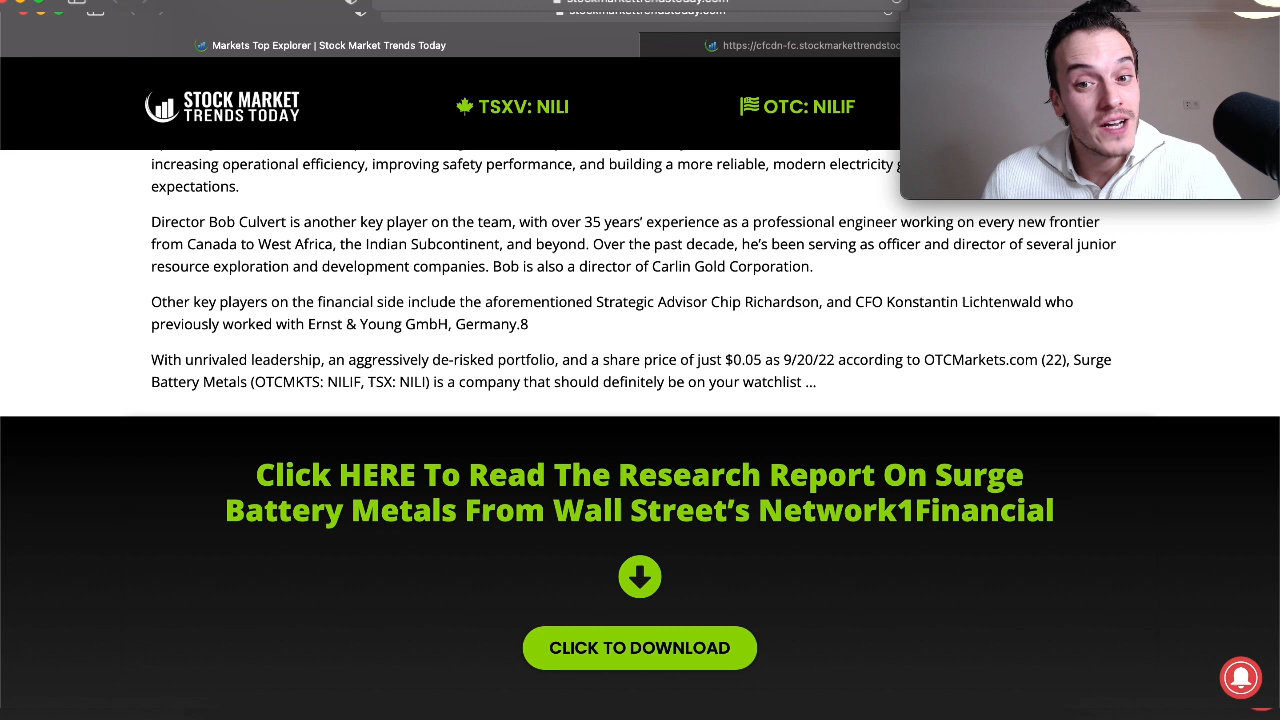 stockmarkettrendstoday.com
stockmarkettrendstoday.com
Markets Top Explorer | Stock Market Trends Today
https://cfcdn-fc.stockmarkettrendstoc
STOCK MARKET
TRENDS TODAY
TSXV: NILI
OTC: NILIF
increasing operational efficiency, improving safety performance, and building a more reliable, modern electricity
expectations.
Director Bob Culvert is another key player on the team, with over 35 years’ experience as a professional engineer working on every new frontier
from Canada to West Africa, the Indian Subcontinent, and beyond. Over the past decade, he’s been serving as officer and director of several junior
resource exploration and development companies. Bob is also a director of Carlin Gold Corporation.
Other key players on the financial side include the aforementioned Strategic Advisor Chip Richardson, and CFO Konstantin Lichtenwald who
previously worked with Ernst & Young GmbH, Germany.8
With unrivaled leadership, an aggressively de-risked portfolio, and a share price of just $0.05 as 9/20/22 according to OTCMarkets.com (22), Surge
Battery Metals (OTCMKTS: NILIF, TSX: NILI) is a company that should definitely be on your watchlist ...
Click HERE To Read The Research Report On Surge
Battery Metals From Wall Street’s Network1Financial
CLICK TO DOWNLOAD